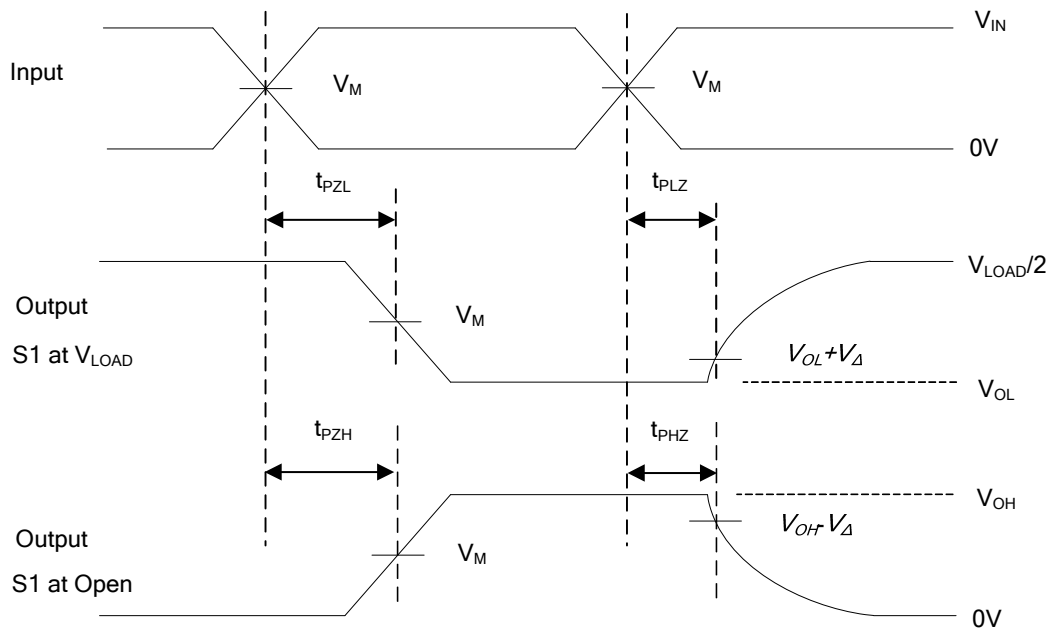 V_IN
Input
V_M
V_M
0V
t_PZL
t_PLZ
V_LOAD/2
Output
V_M
S1 at V_LOAD
V_OL+V_Δ
V_OL
t_PZH
t_PHZ
V_OH
V_OH-V_Δ
Output
V_M
S1 at Open
0V